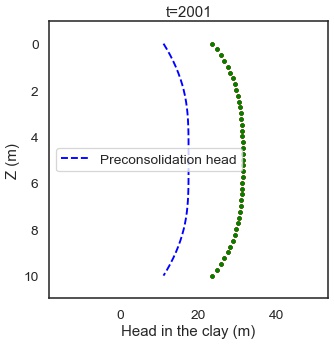 t=2001
0
2
4
6
8
10
Z (m)
Preconsolidation head
0 20 40
Head in the clay (m)